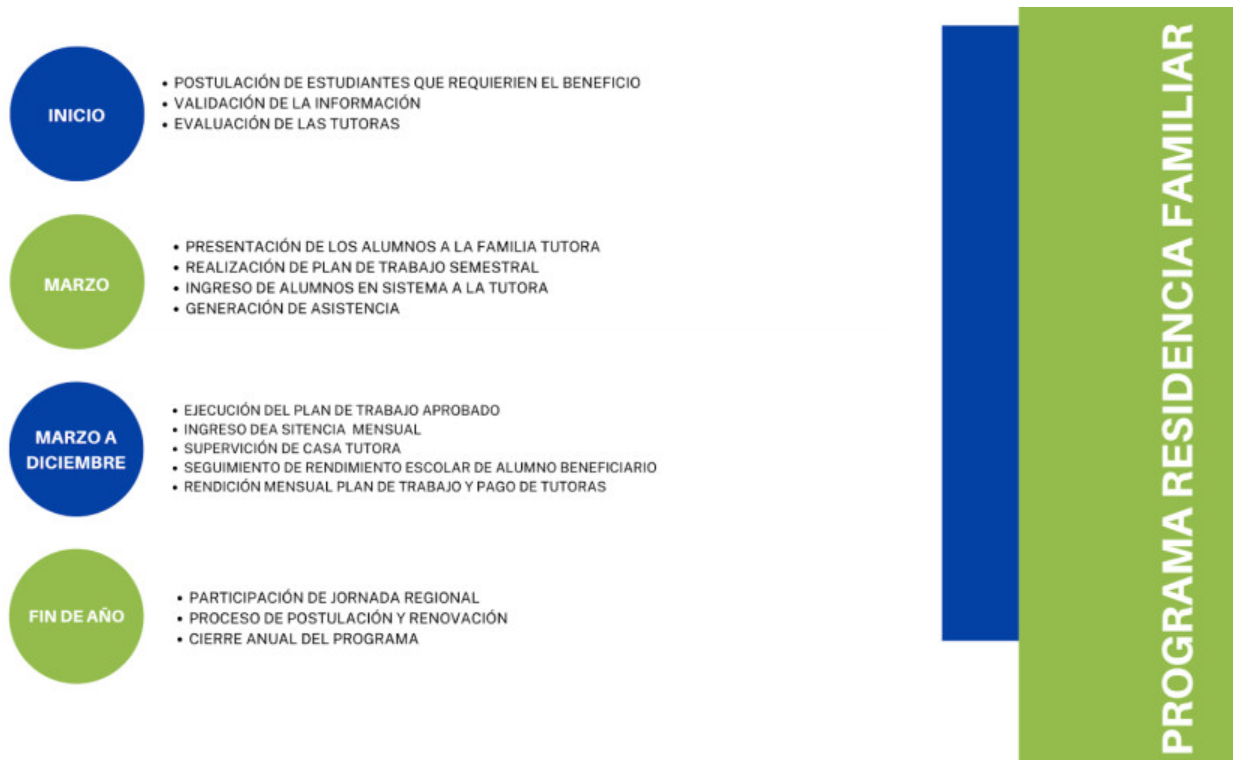 INICIO
• POSTULACIÓN DE ESTUDIANTES QUE REQUIERIEN EL BENEFICIO
• VALIDACIÓN DE LA INFORMACIÓN
• EVALUACIÓN DE LAS TUTORAS
MARZO
• PRESENTACIÓN DE LOS ALUMNOS A LA FAMILIA TUTORA
• REALIZACIÓN DE PLAN DE TRABAJO SEMESTRAL
• INGRESO DE ALUMNOS EN SISTEMA A LA TUTORA
• GENERACIÓN DE ASISTENCIA
MARZO A
DICIEMBRE
• EJECUCIÓN DEL PLAN DE TRABAJO APROBADO
• INGRESO DEA SITENCIA MENSUAL
• SUPERVICIÓN DE CASA TUTORA
• SEGUIMIENTO DE RENDIMIENTO ESCOLAR DE ALUMNO BENEFICIARIO
• RENDICIÓN MENSUAL PLAN DE TRABAJO Y PAGO DE TUTORAS
FIN DE AÑO
• PARTICIPACIÓN DE JORNADA REGIONAL
• PROCESO DE POSTULACIÓN Y RENOVACIÓN
• CIERRE ANUAL DEL PROGRAMA
PROGRAMA RESIDENCIA FAMILIAR